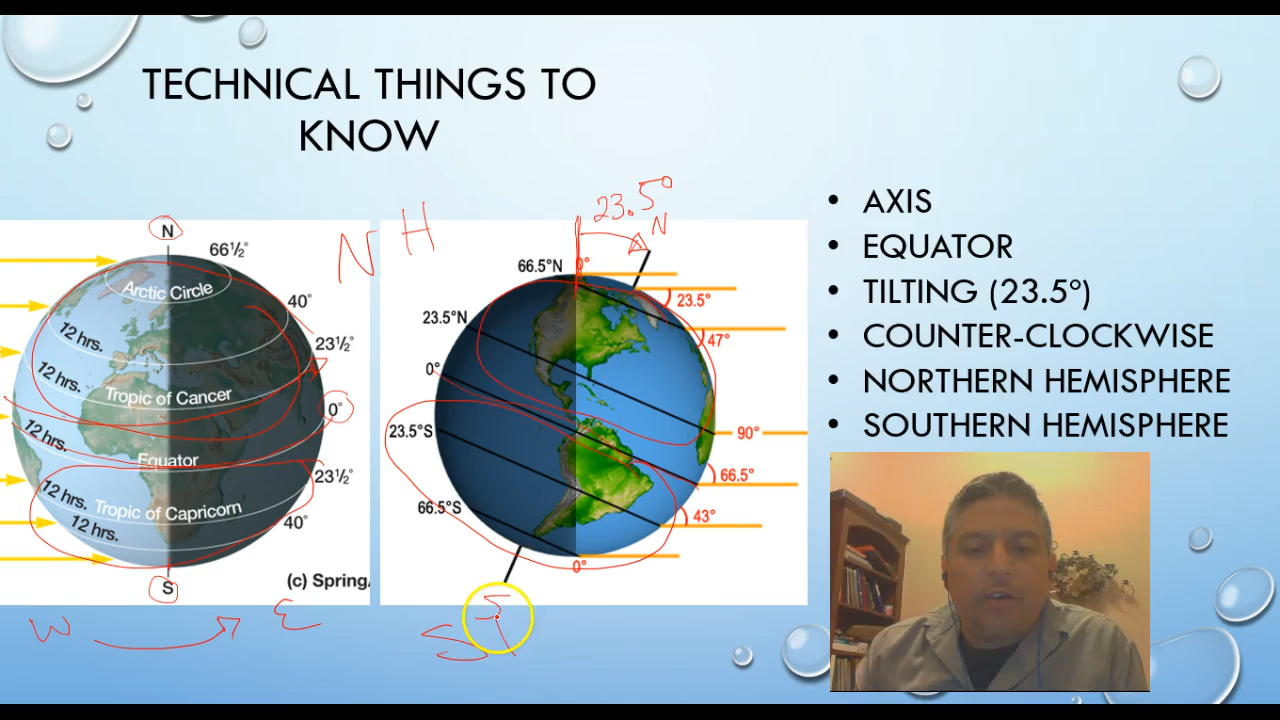 TECHNICAL THINGS TO
KNOW
N
66½°
Arctic Circle
40°
12 hrs.
23½°
12 hrs.
Tropic of Cancer
0°
12 hrs.
Equator
23½°
12 hrs.
Tropic of Capricorn
12 hrs.
40°
S
(c) Spring
W
E
N H
23.5°
N
66.5°N
0°
23.5°
23.5°N
47°
0°
23.5°S
90°
66.5°
66.5°S
43°
0°
S
• AXIS
• EQUATOR
• TILTING (23.5°)
• COUNTER-CLOCKWISE
• NORTHERN HEMISPHERE
• SOUTHERN HEMISPHERE